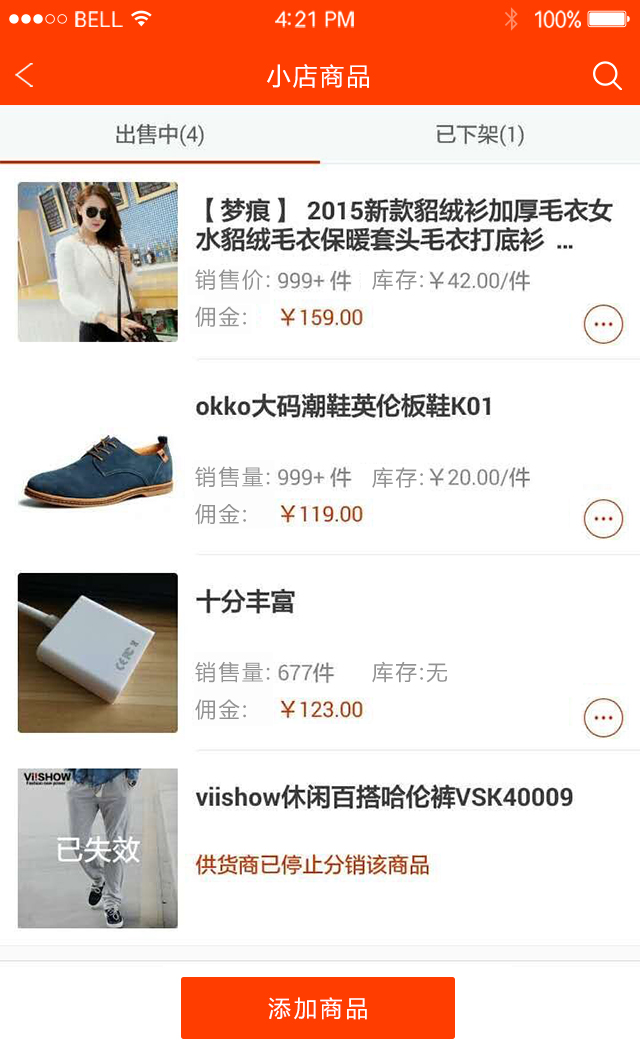 BELL 4:21 PM 100%
小店商品
出售中(4) 已下架(1)
【梦痕】 2015新款貂绒衫加厚毛衣女
水貂绒毛衣保暖套头毛衣打底衫 ...
销售价: 999+ 件 库存:￥42.00/件
佣金: ￥159.00
okko大码潮鞋英伦板鞋K01
销售量: 999+ 件 库存:￥20.00/件
佣金: ￥119.00
十分丰富
销售量: 677件 库存:无
佣金: ￥123.00
ViiSHOW
Fashion new power
已失效
viishow休闲百搭哈伦裤VSK40009
供货商已停止分销该商品
添加商品